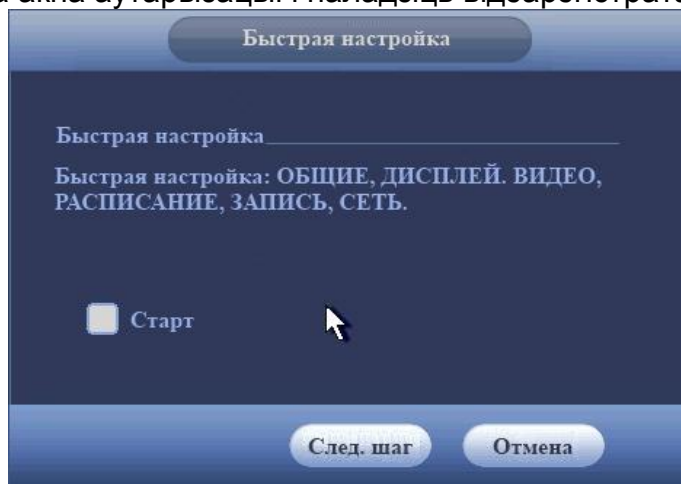 Быстрая настройка
Быстрая настройка
Быстрая настройка: ОБЩИЕ, ДИСПЛЕЙ. ВИДЕО,
РАСПИСАНИЕ, ЗАПИСЬ, СЕТЬ.
Старт
След. шаг
Отмена